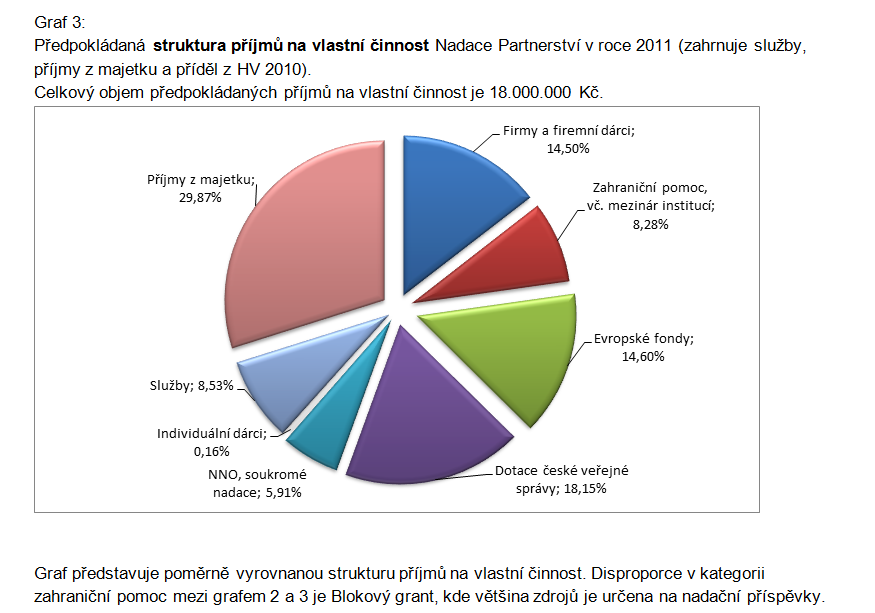 Graf 3:
Předpokládaná struktura příjmů na vlastní činnost Nadace Partnerství v roce 2011 (zahrnuje služby,
příjmy z majetku a příděl z HV 2010).
Celkový objem předpokládaných příjmů na vlastní činnost je 18.000.000 Kč.
Firmy a firemní dárci;
14,50%
Zahraniční pomoc,
vč. mezinár institucí;
8,28%
Evropské fondy;
14,60%
Dotace české veřejné
správy; 18,15%
NNO, soukromé
nadace; 5,91%
Individuální dárci;
0,16%
Služby; 8,53%
Příjmy z majetku;
29,87%
Graf představuje poměrně vyrovnanou strukturu příjmů na vlastní činnost. Disproporce v kategorii
zahraniční pomoc mezi grafem 2 a 3 je Blokový grant, kde většina zdrojů je určena na nadační příspěvky.